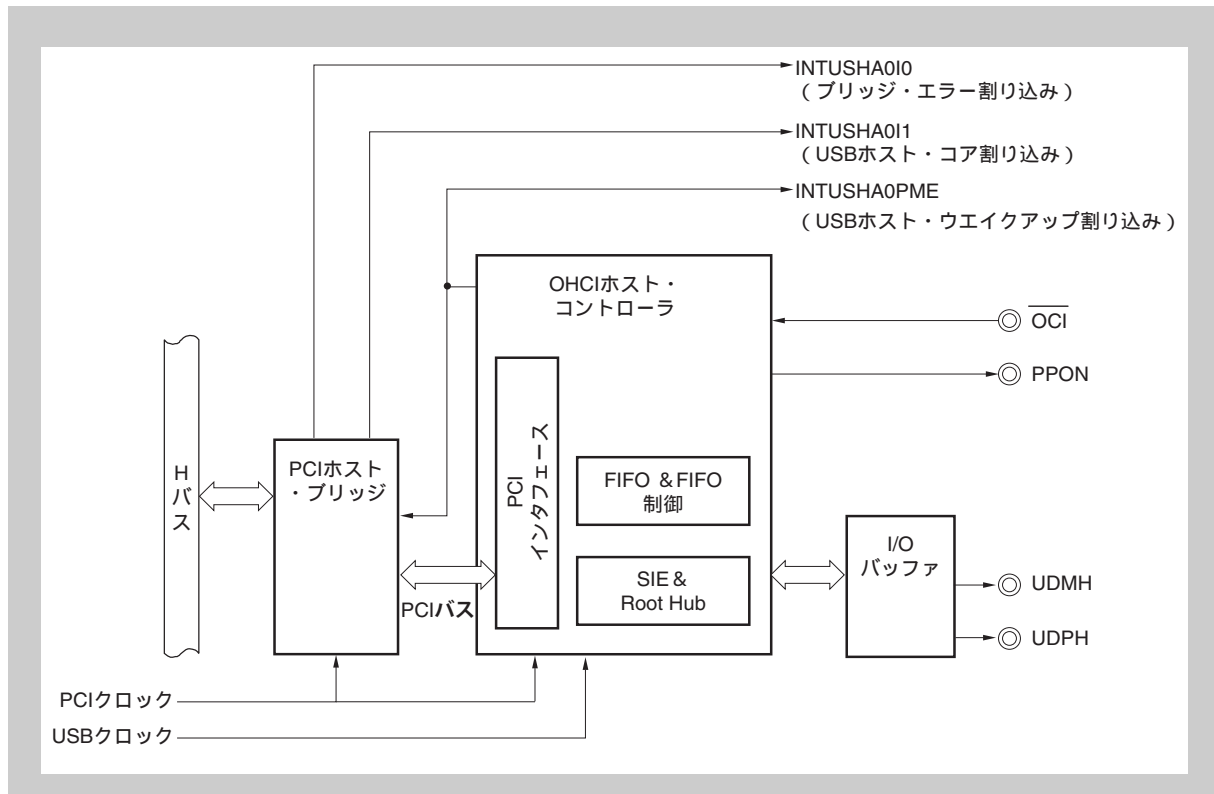 INTUSHA0I0
（ブリッジ・エラー割り込み）
INTUSHA0I1
（USBホスト・コア割り込み）
INTUSHA0PME
（USBホスト・ウエイクアップ割り込み）
OHCIホスト・
コントローラ
OCI
PPON
Hバス
PCIホスト
・ブリッジ
PCI
インタフェース
FIFO ＆FIFO
制御
SIE＆
Root Hub
PCIバス
I/O
バッファ
UDMH
UDPH
PCIクロック
USBクロック